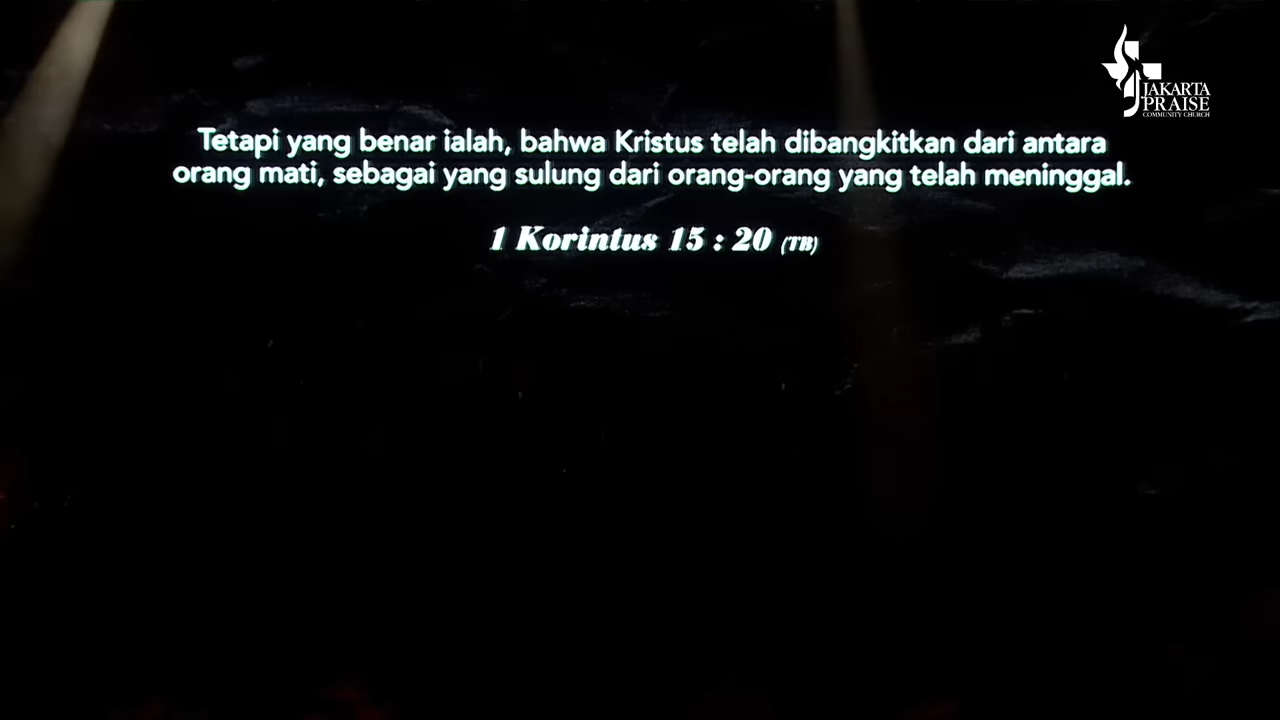 JAKARTA
PRAISE
COMMUNITY CHURCH
Tetapi yang benar ialah, bahwa Kristus telah dibangkitkan dari antara
orang mati, sebagai yang sulung dari orang-orang yang telah meninggal.
1 Korintus 15 : 20 (TB)